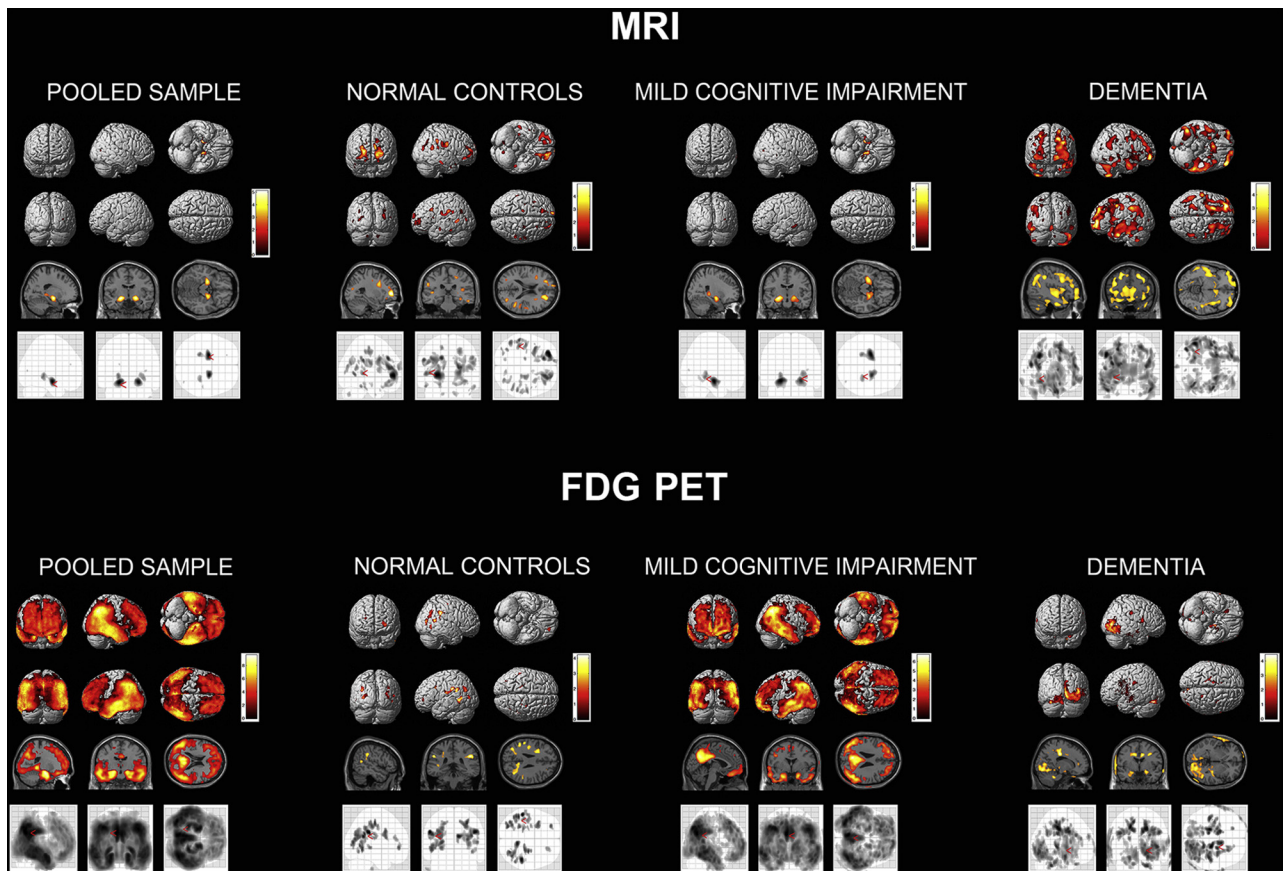 MRI
POOLED SAMPLE
NORMAL CONTROLS
MILD COGNITIVE IMPAIRMENT
DEMENTIA
FDG PET
POOLED SAMPLE
NORMAL CONTROLS
MILD COGNITIVE IMPAIRMENT
DEMENTIA